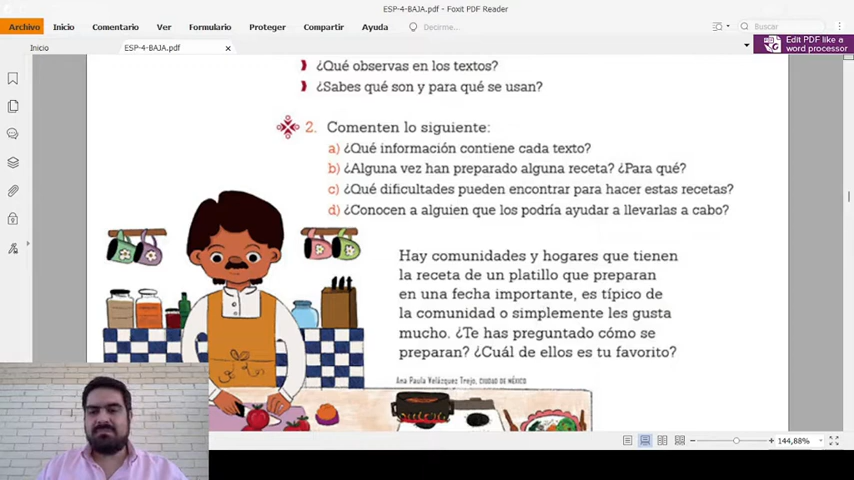 ESP-4-BAJA.pdf - Foxit PDF Reader
Archivo Inicio Comentario Ver Formulario Proteger Compartir Ayuda Decirme... Buscar
Inicio ESP-4-BAJA.pdf
Edit PDF like a
word processor
¿Qué observas en los textos?
¿Sabes qué son y para qué se usan?
2. Comenten lo siguiente:
a) ¿Qué información contiene cada texto?
b) ¿Alguna vez han preparado alguna receta? ¿Para qué?
c) ¿Qué dificultades pueden encontrar para hacer estas recetas?
d) ¿Conocen a alguien que los podría ayudar a llevarlas a cabo?
Hay comunidades y hogares que tienen
la receta de un platillo que preparan
en una fecha importante, es típico de
la comunidad o simplemente les gusta
mucho. ¿Te has preguntado cómo se
preparan? ¿Cuál de ellos es tu favorito?
Ana Paula Velázquez Trejo, CIUDAD DE MÉXICO
144,88%